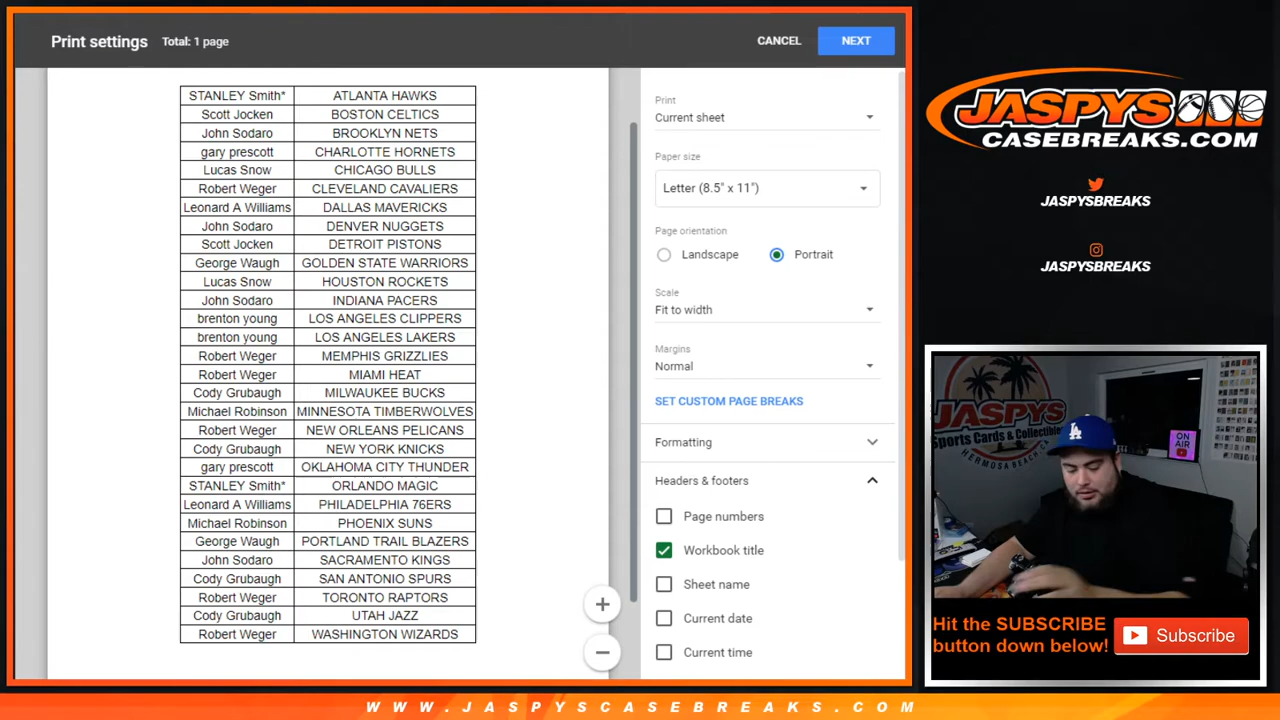 Print settings Total: 1 page CANCEL NEXT
STANLEY Smith* ATLANTA HAWKS
Scott Jocken BOSTON CELTICS
John Sodaro BROOKLYN NETS
gary prescott CHARLOTTE HORNETS
Lucas Snow CHICAGO BULLS
Robert Weger CLEVELAND CAVALIERS
Leonard A Williams DALLAS MAVERICKS
John Sodaro DENVER NUGGETS
Scott Jocken DETROIT PISTONS
George Waugh GOLDEN STATE WARRIORS
Lucas Snow HOUSTON ROCKETS
John Sodaro INDIANA PACERS
brenton young LOS ANGELES CLIPPERS
brenton young LOS ANGELES LAKERS
Robert Weger MEMPHIS GRIZZLIES
Robert Weger MIAMI HEAT
Cody Grubaugh MILWAUKEE BUCKS
Michael Robinson MINNESOTA TIMBERWOLVES
Robert Weger NEW ORLEANS PELICANS
Cody Grubaugh NEW YORK KNICKS
gary prescott OKLAHOMA CITY THUNDER
STANLEY Smith* ORLANDO MAGIC
Leonard A Williams PHILADELPHIA 76ERS
Michael Robinson PHOENIX SUNS
George Waugh PORTLAND TRAIL BLAZERS
John Sodaro SACRAMENTO KINGS
Cody Grubaugh SAN ANTONIO SPURS
Robert Weger TORONTO RAPTORS
Cody Grubaugh UTAH JAZZ
Robert Weger WASHINGTON WIZARDS
Print
Current sheet
Paper size
Letter (8.5" x 11")
Page orientation
Landscape Portrait
Scale
Fit to width
Margins
Normal
SET CUSTOM PAGE BREAKS
Formatting
Headers & footers
Page numbers
Workbook title
Sheet name
Current date
Current time
JASPYS
CASEBREAKS.COM
JASPYSBREAKS
JASPYSBREAKS
JASPYS
Sports Cards & Collectibles
HERMOSA BEACH
ON
AIR
Hit the SUBSCRIBE
button down below!
Subscribe
WWW.JASPYSCASEBREAKS.COM